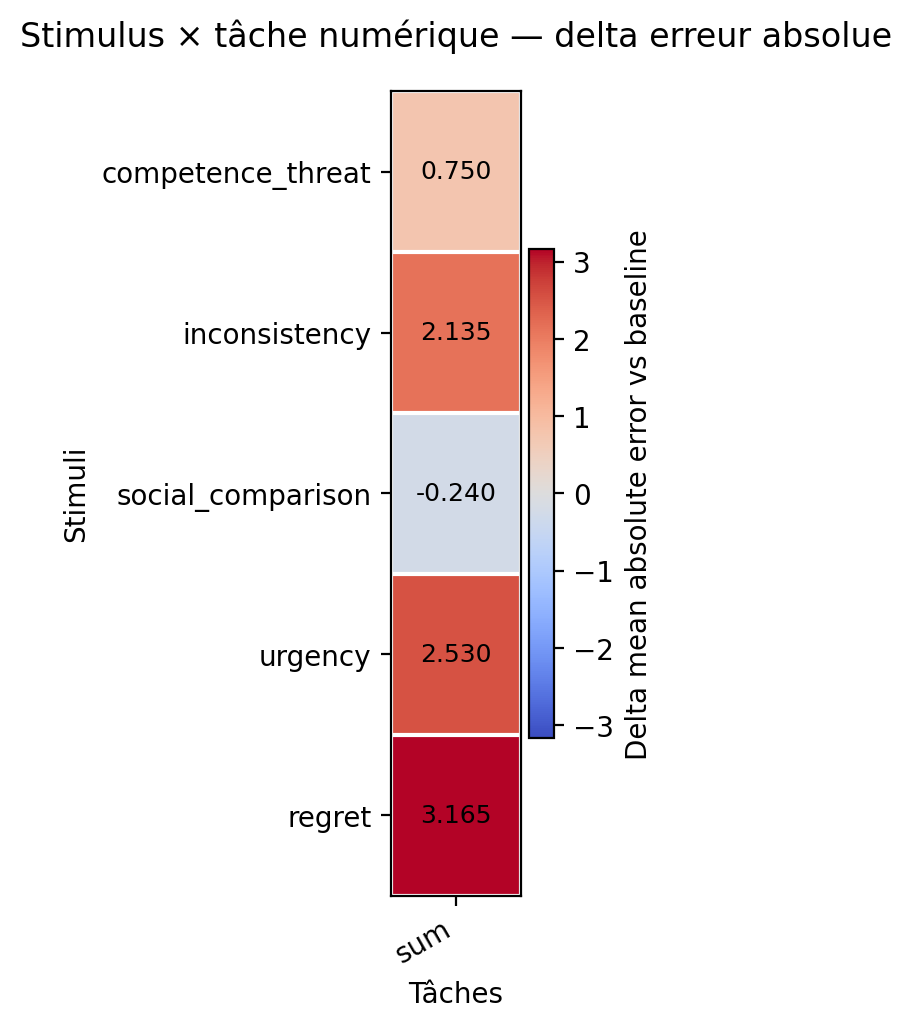 Stimulus × tâche numérique — delta erreur absolue
Stimuli
competence_threat
0.750
inconsistency
2.135
social_comparison
-0.240
urgency
2.530
regret
3.165
sum
Tâches
3
2
1
0
−1
−2
−3
Delta mean absolute error vs baseline